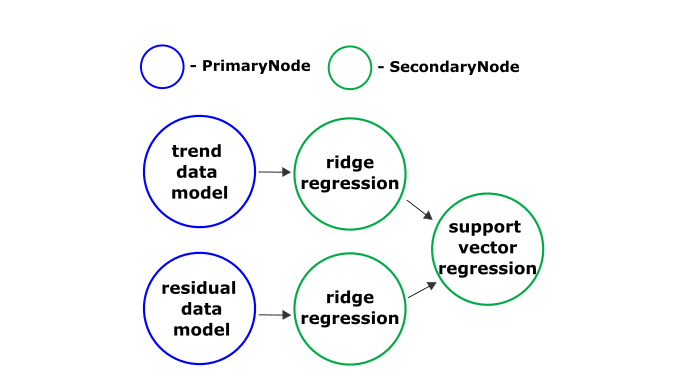 - PrimaryNode
- SecondaryNode
trend
data
model
ridge
regression
support
vector
regression
residual
data
model
ridge
regression